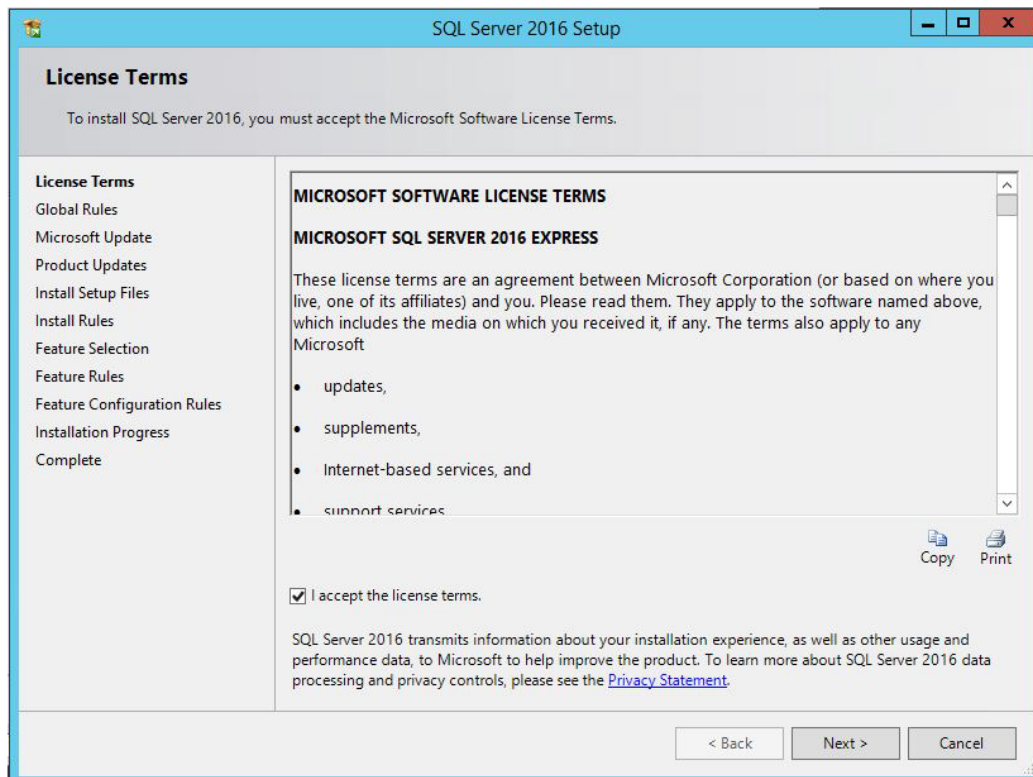 SQL Server 2016 Setup
License Terms
To install SQL Server 2016, you must accept the Microsoft Software License Terms.
License Terms
Global Rules
Microsoft Update
Product Updates
Install Setup Files
Install Rules
Feature Selection
Feature Rules
Feature Configuration Rules
Installation Progress
Complete
MICROSOFT SOFTWARE LICENSE TERMS
MICROSOFT SQL SERVER 2016 EXPRESS
These license terms are an agreement between Microsoft Corporation (or based on where you
live, one of its affiliates) and you. Please read them. They apply to the software named above,
which includes the media on which you received it, if any. The terms also apply to any
Microsoft
• updates,
• supplements,
• Internet-based services, and
• support services
Copy Print
I accept the license terms.
SQL Server 2016 transmits information about your installation experience, as well as other usage and
performance data, to Microsoft to help improve the product. To learn more about SQL Server 2016 data
processing and privacy controls, please see the Privacy Statement.
< Back Next > Cancel